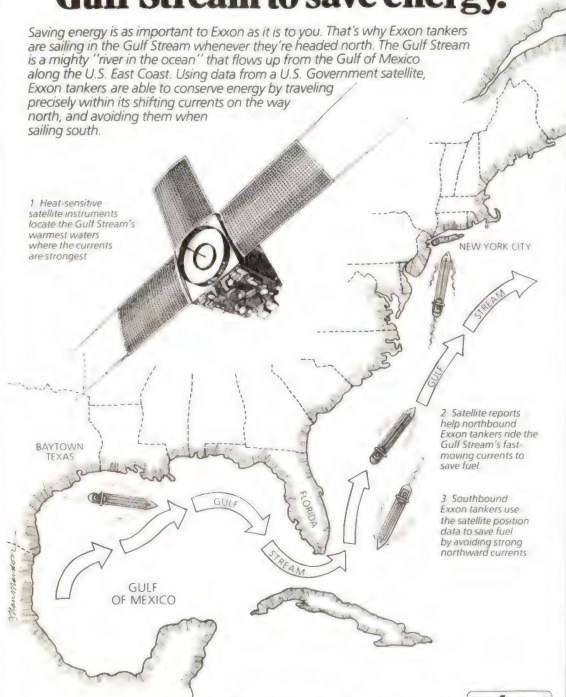 Gulf Stream to save energy.
Saving energy is as important to Exxon as it is to you. That's why Exxon tankers
are sailing in the Gulf Stream whenever they're headed north. The Gulf Stream
is a mighty "river in the ocean" that flows up from the Gulf of Mexico
along the U.S. East Coast. Using data from a U.S. Government satellite,
Exxon tankers are able to conserve energy by traveling
precisely within its shifting currents on the way
north, and avoiding them when
sailing south.
1 Heat-sensitive
satellite instruments
locate the Gulf Stream's
warmest waters
where the currents
are strongest
NEW YORK CITY
STREAM
GULF
2 Satellite reports
help northbound
Exxon tankers ride the
Gulf Stream's fast-
moving currents to
save fuel
BAYTOWN
TEXAS
GULF
FLORIDA
STREAM
3 Southbound
Exxon tankers use
the satellite position
data to save fuel
by avoiding strong
northward currents
GULF
OF MEXICO